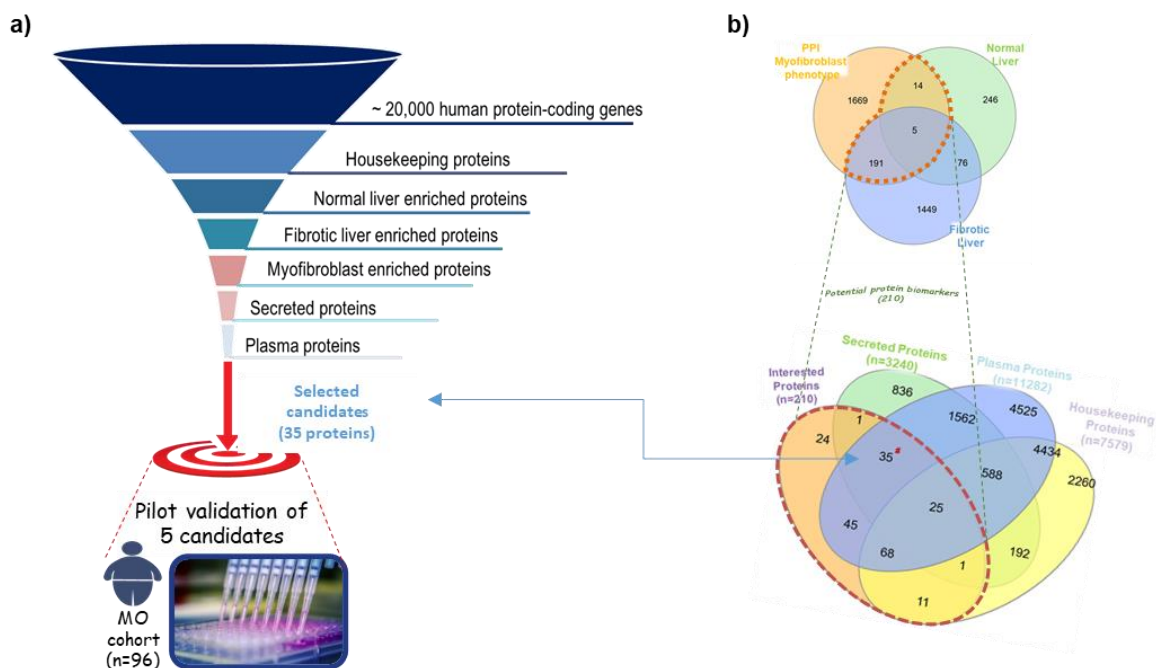 a)
~ 20,000 human protein-coding genes
Housekeeping proteins
Normal liver enriched proteins
Fibrotic liver enriched proteins
Myofibroblast enriched proteins
Secreted proteins
Plasma proteins
Selected
candidates
(35 proteins)
Pilot validation of
5 candidates
MO
cohort
(n=96)
b)
PPI
Myofibroblast
phenotype
Normal
Liver
1669
14
246
5
191
76
1449
Fibrotic
Liver
Potential protein biomarkers
(210)
Secreted Proteins
(n=3240)
Plasma Proteins
(n=11282)
Interested
Proteins
(n=210)
Housekeeping
Proteins
(n=7579)
836
1
1562
4525
24
4434
35*
588
2260
25
45
68
1
192
11